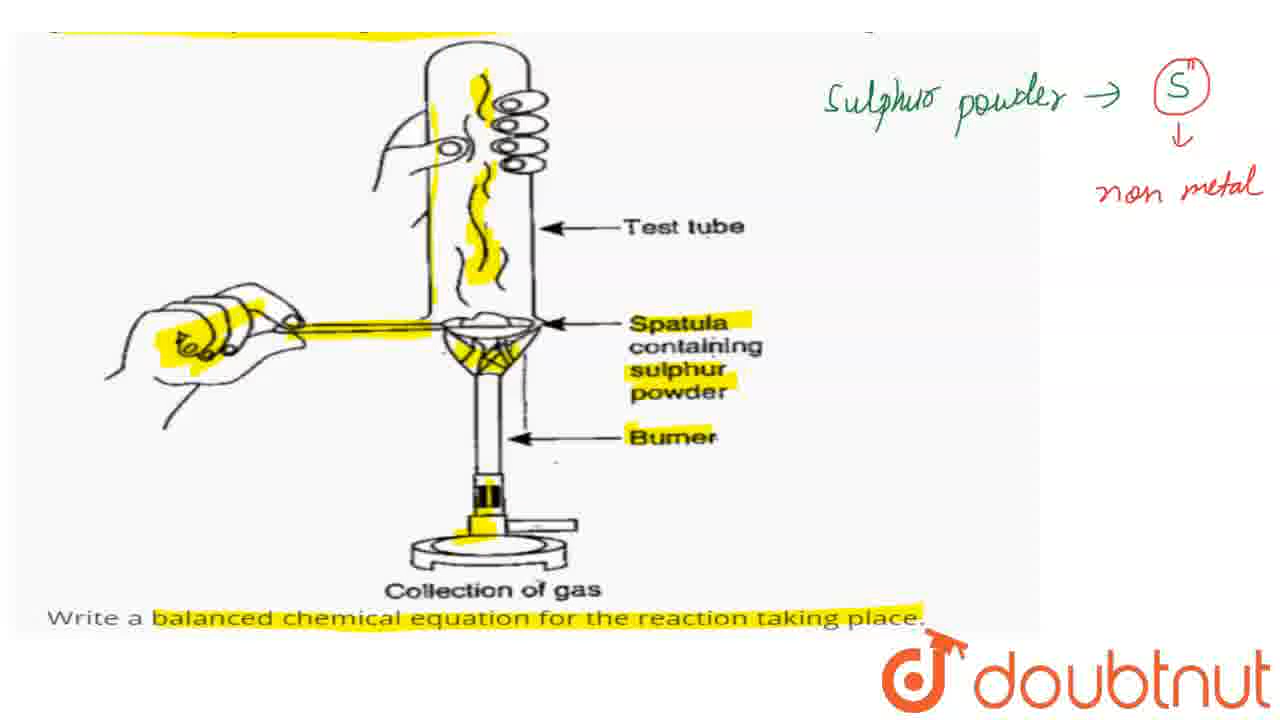 Sulphur powder → S
non metal
Test tube
Spatula
containing
sulphur
powder
Burner
Collection of gas
Write a balanced chemical equation for the reaction taking place.
doubtnut